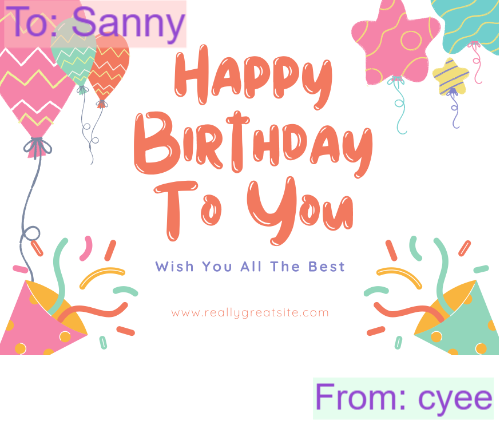 To: Sanny
Happy
Birthday
To You
Wish You All The Best
www.reallygreatsite.com
From: cyee